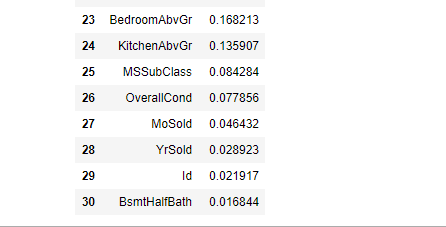 23 BedroomAbvGr 0.168213
24 KitchenAbvGr 0.135907
25 MSSubClass 0.084284
26 OverallCond 0.077856
27 MoSold 0.046432
28 YrSold 0.028923
29 Id 0.021917
30 BsmtHalfBath 0.016844